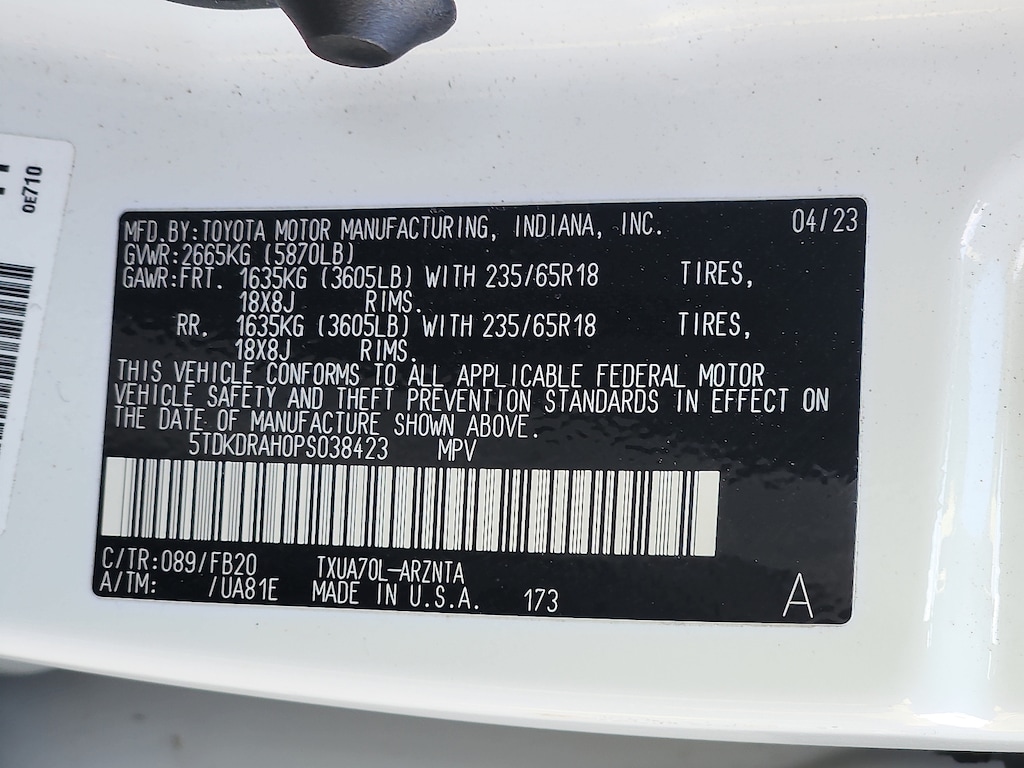 0E710
MFD.BY:TOYOTA MOTOR MANUFACTURING, INDIANA, INC. 04/23
GVWR:2665KG (5870LB)
GAWR:FRT. 1635KG (3605LB) WITH 235/65R18 TIRES,
18X8J RIMS.
RR. 1635KG (3605LB) WITH 235/65R18 TIRES,
18X8J RIMS.
THIS VEHICLE CONFORMS TO ALL APPLICABLE FEDERAL MOTOR
VEHICLE SAFETY AND THEFT PREVENTION STANDARDS IN EFFECT ON
THE DATE OF MANUFACTURE SHOWN ABOVE.
5TDKDRAH0PS038423 MPV
C/TR:089/FB20 TXUA70L-ARZNTA
A/TM: /UA81E MADE IN U.S.A. 173 A